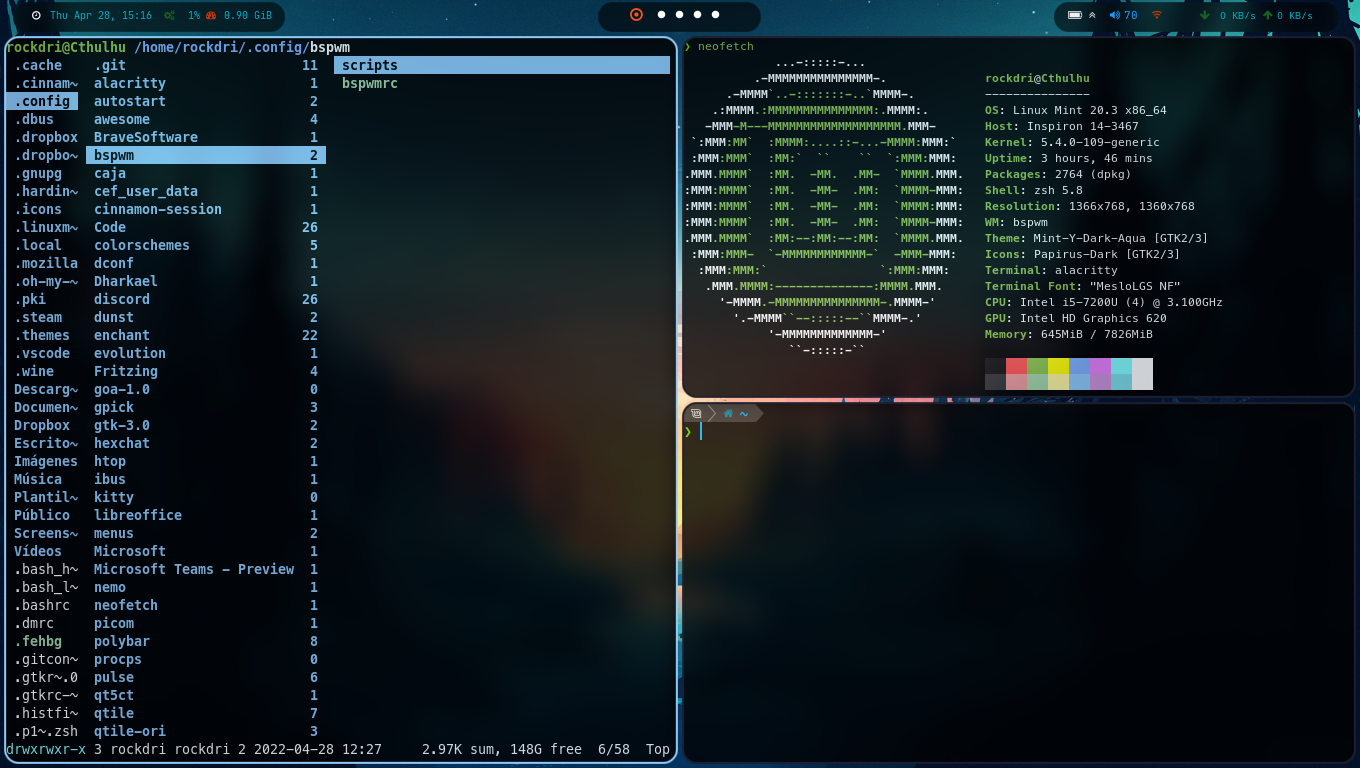 Thu Apr 28, 15:16 1% 0.90 GiB
70 0 KB/s 0 KB/s
rockdri@Cthulhu /home/rockdri/.config/bspwm
.cache .git 11 scripts
.cinnam~ alacritty 1 bspwmrc
.config autostart 2
.dbus awesome 4
.dropbox BraveSoftware 1
.dropbo~ bspwm 2
.gnupg caja 1
.hardin~ cef_user_data 1
.icons cinnamon-session 1
.linuxm~ Code 26
.local colorschemes 5
.mozilla dconf 1
.oh-my-~ Dharkael 1
.pki discord 26
.steam dunst 2
.themes enchant 22
.vscode evolution 1
.wine Fritzing 4
Descarg~ goa-1.0 0
Documen~ gpick 3
Dropbox gtk-3.0 2
Escrito~ hexchat 2
Imágenes htop 1
Música ibus 1
Plantil~ kitty 0
Público libreoffice 1
Screens~ menus 2
Vídeos Microsoft 1
.bash_h~ Microsoft Teams - Preview 1
.bash_l~ nemo 1
.bashrc neofetch 1
.dmrc picom 1
.fehbg polybar 8
.gitcon~ procps 0
.gtkr~.0 pulse 6
.gtkrc-~ qt5ct 1
.histfi~ qtile 7
.p1~.zsh qtile-ori 3
drwxrwxr-x 3 rockdri rockdri 2 2022-04-28 12:27 2.97K sum, 148G free 6/58 Top
❯ neofetch
rockdri@Cthulhu
---------------
OS: Linux Mint 20.3 x86_64
Host: Inspiron 14-3467
Kernel: 5.4.0-109-generic
Uptime: 3 hours, 46 mins
Packages: 2764 (dpkg)
Shell: zsh 5.8
Resolution: 1366x768, 1360x768
WM: bspwm
Theme: Mint-Y-Dark-Aqua [GTK2/3]
Icons: Papirus-Dark [GTK2/3]
Terminal: alacritty
Terminal Font: "MesloLGS NF"
CPU: Intel i5-7200U (4) @ 3.100GHz
GPU: Intel HD Graphics 620
Memory: 645MiB / 7826MiB
~
❯